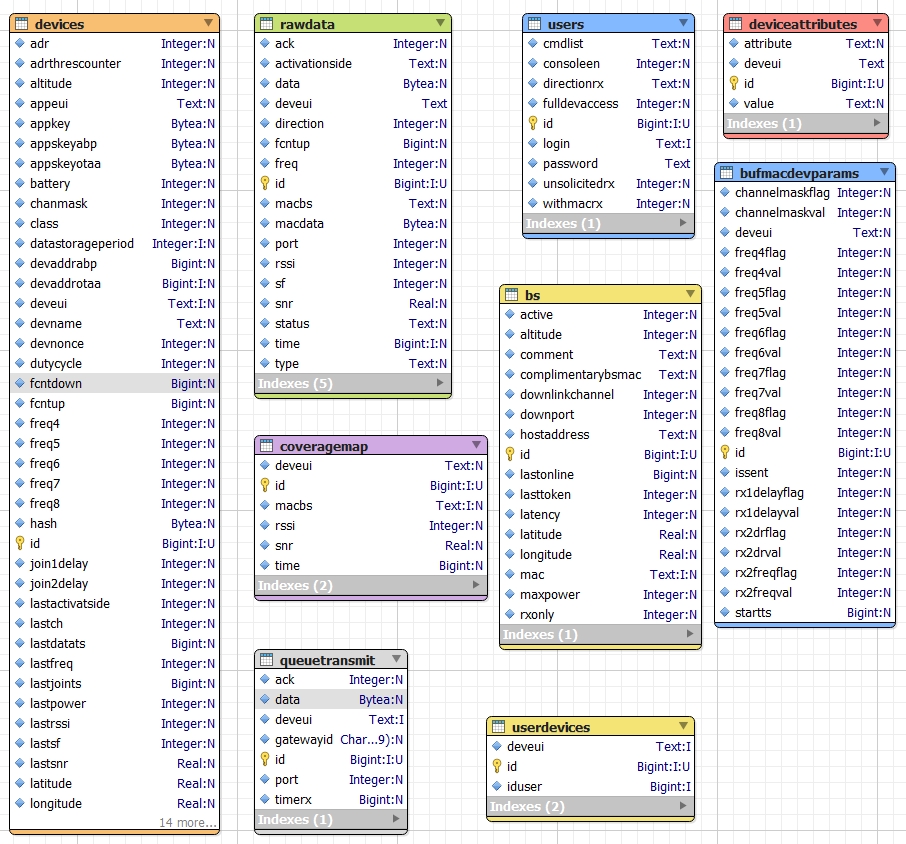 devices
adr Integer:N
adrthrescounter Integer:N
altitude Integer:N
appeui Text:N
appkey Bytea:N
appskeyabp Bytea:N
appskeyotaa Bytea:N
battery Integer:N
chanmask Integer:N
class Integer:N
datastorageperiod Integer:I:N
devaddrabp Bigint:N
devaddrotaa Bigint:I:N
deveui Text:I:N
devname Text:N
devnonce Integer:N
dutycycle Integer:N
fcntdown Bigint:N
fcntup Bigint:N
freq4 Integer:N
freq5 Integer:N
freq6 Integer:N
freq7 Integer:N
freq8 Integer:N
hash Bytea:N
id Bigint:I:U
join1delay Integer:N
join2delay Integer:N
lastactivatside Integer:N
lastch Integer:N
lastdatats Bigint:N
lastfreq Integer:N
lastjoints Bigint:N
lastpower Integer:N
lastrssi Integer:N
lastsf Integer:N
lastsnr Real:N
latitude Real:N
longitude Real:N
14 more...
rawdata
ack Integer:N
activationside Text:N
data Bytea:N
deveui Text
direction Integer:N
fcntup Bigint:N
freq Integer:N
id Bigint:I:U
macbs Text:N
macdata Bytea:N
port Integer:N
rssi Integer:N
sf Integer:N
snr Real:N
status Text:N
time Bigint:I:N
type Text:N
Indexes (5)
coveragemap
deveui Text:N
id Bigint:I:U
macbs Text:I:N
rssi Integer:N
snr Real:N
time Bigint:N
Indexes (2)
queuetransmit
ack Integer:N
data Bytea:N
deveui Text:I
gatewayid Char...9):N
id Bigint:I:U
port Integer:N
timerx Bigint:N
Indexes (1)
users
cmdlist Text:N
consoleen Integer:N
directionrx Text:N
fulldevaccess Integer:N
id Bigint:I:U
login Text:I
password Text
unsolicitedrx Integer:N
withmacrx Integer:N
Indexes (1)
bs
active Integer:N
altitude Integer:N
comment Text:N
complimentarybsmac Text:N
downlinkchannel Integer:N
downport Integer:N
hostaddress Text:N
id Bigint:I:U
lastonline Bigint:N
lasttoken Integer:N
latency Integer:N
latitude Real:N
longitude Real:N
mac Text:I:N
maxpower Integer:N
rxonly Integer:N
Indexes (1)
userdevices
deveui Text:I
id Bigint:I:U
iduser Bigint:I
Indexes (2)
deviceattributes
attribute Text:N
deveui Text
id Bigint:I:U
value Text:N
Indexes (1)
bufmacdevparams
channelmaskflag Integer:N
channelmaskval Integer:N
deveui Text:N
freq4flag Integer:N
freq4val Integer:N
freq5flag Integer:N
freq5val Integer:N
freq6flag Integer:N
freq6val Integer:N
freq7flag Integer:N
freq7val Integer:N
freq8flag Integer:N
freq8val Integer:N
id Bigint:I:U
issent Integer:N
rx1delayflag Integer:N
rx1delayval Integer:N
rx2drflag Integer:N
rx2drval Integer:N
rx2freqflag Integer:N
rx2freqval Integer:N
startts Bigint:N